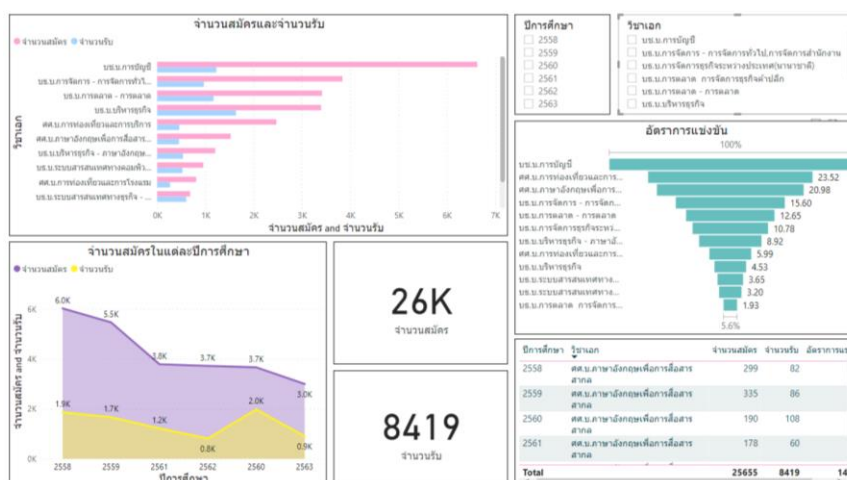 จำนวนสมัครและจำนวนรับ
จำนวนสมัคร จำนวนรับ
วิชาเอก
บช.บ.การบัญชี
บธ.บ.การจัดการ - การจัดการทั่วไ...
บธ.บ.การตลาด - การตลาด
บธ.บ.บริหารธุรกิจ
ศศ.บ.การท่องเที่ยวและการบริการ
ศศ.บ.ภาษาอังกฤษเพื่อการสื่อสาร...
บธ.บ.บริหารธุรกิจ - ภาษาอังกฤษ...
บธ.บ.ระบบสารสนเทศทางคอมพิว...
ศศ.บ.การท่องเที่ยวและการโรงแรม
บธ.บ.ระบบสารสนเทศทางธุรกิจ - ...
0K 1K 2K 3K 4K 5K 6K 7K
จำนวนสมัคร and จำนวนรับ
ปีการศึกษา
2558
2559
2560
2561
2562
2563
วิชาเอก
บช.บ.การบัญชี
บธ.บ.การจัดการ - การจัดการทั่วไป,การจัดการสำนักงาน
บธ.บ.การจัดการธุรกิจระหว่างประเทศ(นานาชาติ)
บธ.บ.การตลาด การจัดการธุรกิจค้าปลีก
บธ.บ.การตลาด - การตลาด
บธ.บ.บริหารธุรกิจ
อัตราการแข่งขัน
100%
บช.บ.การบัญชี
ศศ.บ.การท่องเที่ยวและการ... 23.52
ศศ.บ.ภาษาอังกฤษเพื่อการ... 20.98
บธ.บ.การจัดการ - การจัดก... 15.60
บธ.บ.การตลาด - การตลาด 12.65
บธ.บ.การจัดการธุรกิจระหว่... 10.78
บธ.บ.บริหารธุรกิจ - ภาษาอั... 8.92
ศศ.บ.การท่องเที่ยวและการ... 5.99
บธ.บ.บริหารธุรกิจ 4.53
บธ.บ.ระบบสารสนเทศทาง... 3.65
บธ.บ.ระบบสารสนเทศทาง... 3.20
บธ.บ.การตลาด การจัดการ... 1.93
5.6%
จำนวนสมัครในแต่ละปีการศึกษา
จำนวนสมัคร จำนวนรับ
จำนวนสมัคร and จำนวนรับ
6K
4K
2K
0K
6.0K 5.5K 3.8K 3.7K 3.7K 3.0K
1.9K 1.7K 1.2K 0.8K 2.0K 0.9K
2558 2559 2561 2562 2560 2563
ปีการศึกษา
26K
จำนวนสมัคร
8419
จำนวนรับ
ปีการศึกษา วิชาเอก จำนวนสมัคร จำนวนรับ
2558 ศศ.บ.ภาษาอังกฤษเพื่อการสื่อสาร 299 82
สากล
2559 ศศ.บ.ภาษาอังกฤษเพื่อการสื่อสาร 335 86
สากล
2560 ศศ.บ.ภาษาอังกฤษเพื่อการสื่อสาร 190 108
สากล
2561 ศศ.บ.ภาษาอังกฤษเพื่อการสื่อสาร 178 60
สากล
Total 25655 8419 14